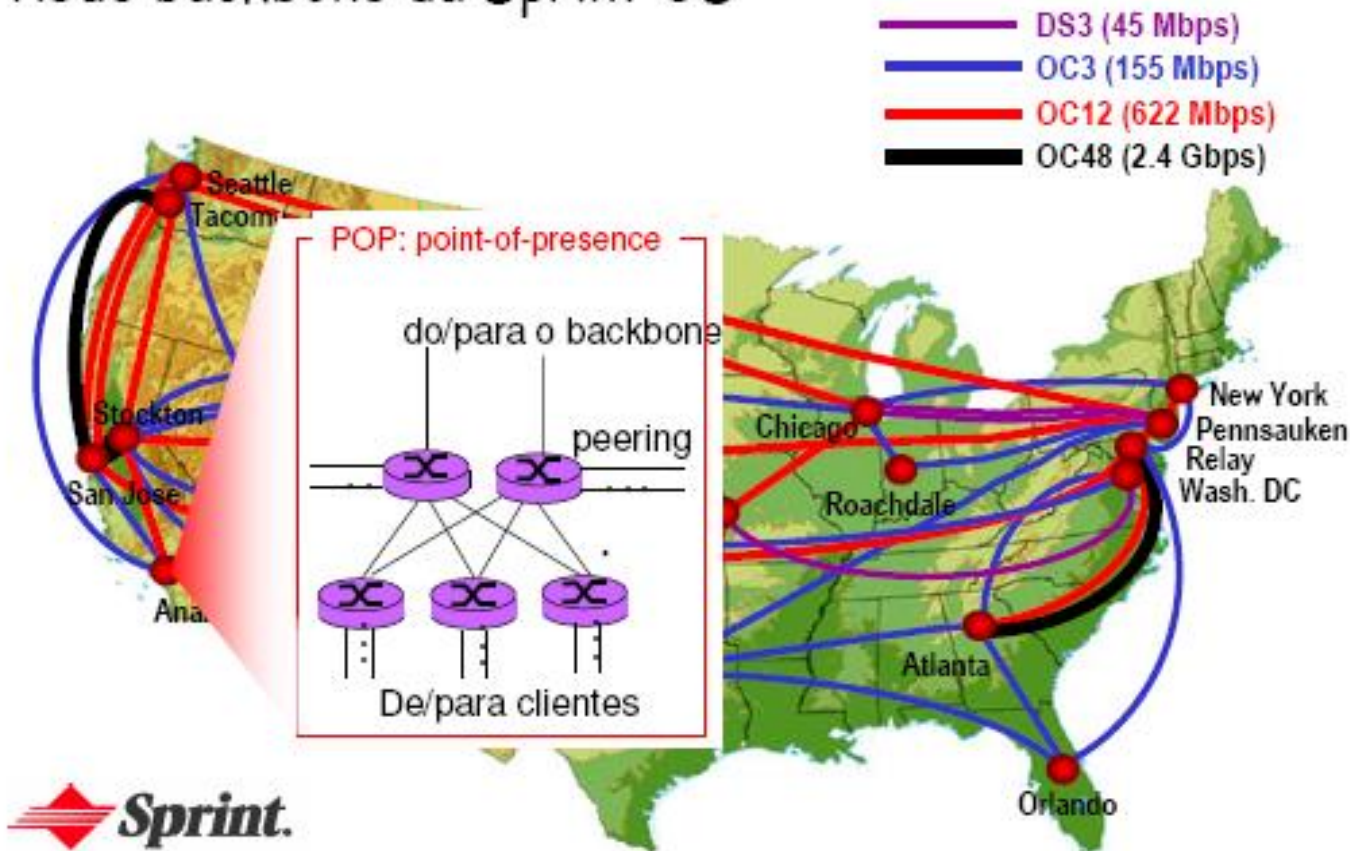 DS3 (45 Mbps)
OC3 (155 Mbps)
OC12 (622 Mbps)
OC48 (2.4 Gbps)
Seattle
POP: point-of-presence
do/para o backbone
peering
De/para clientes
Stockton
San Jose
Chicago
Roachdale
New York
Pennsauken
Relay
Wash. DC
Atlanta
Orlando
Sprint.